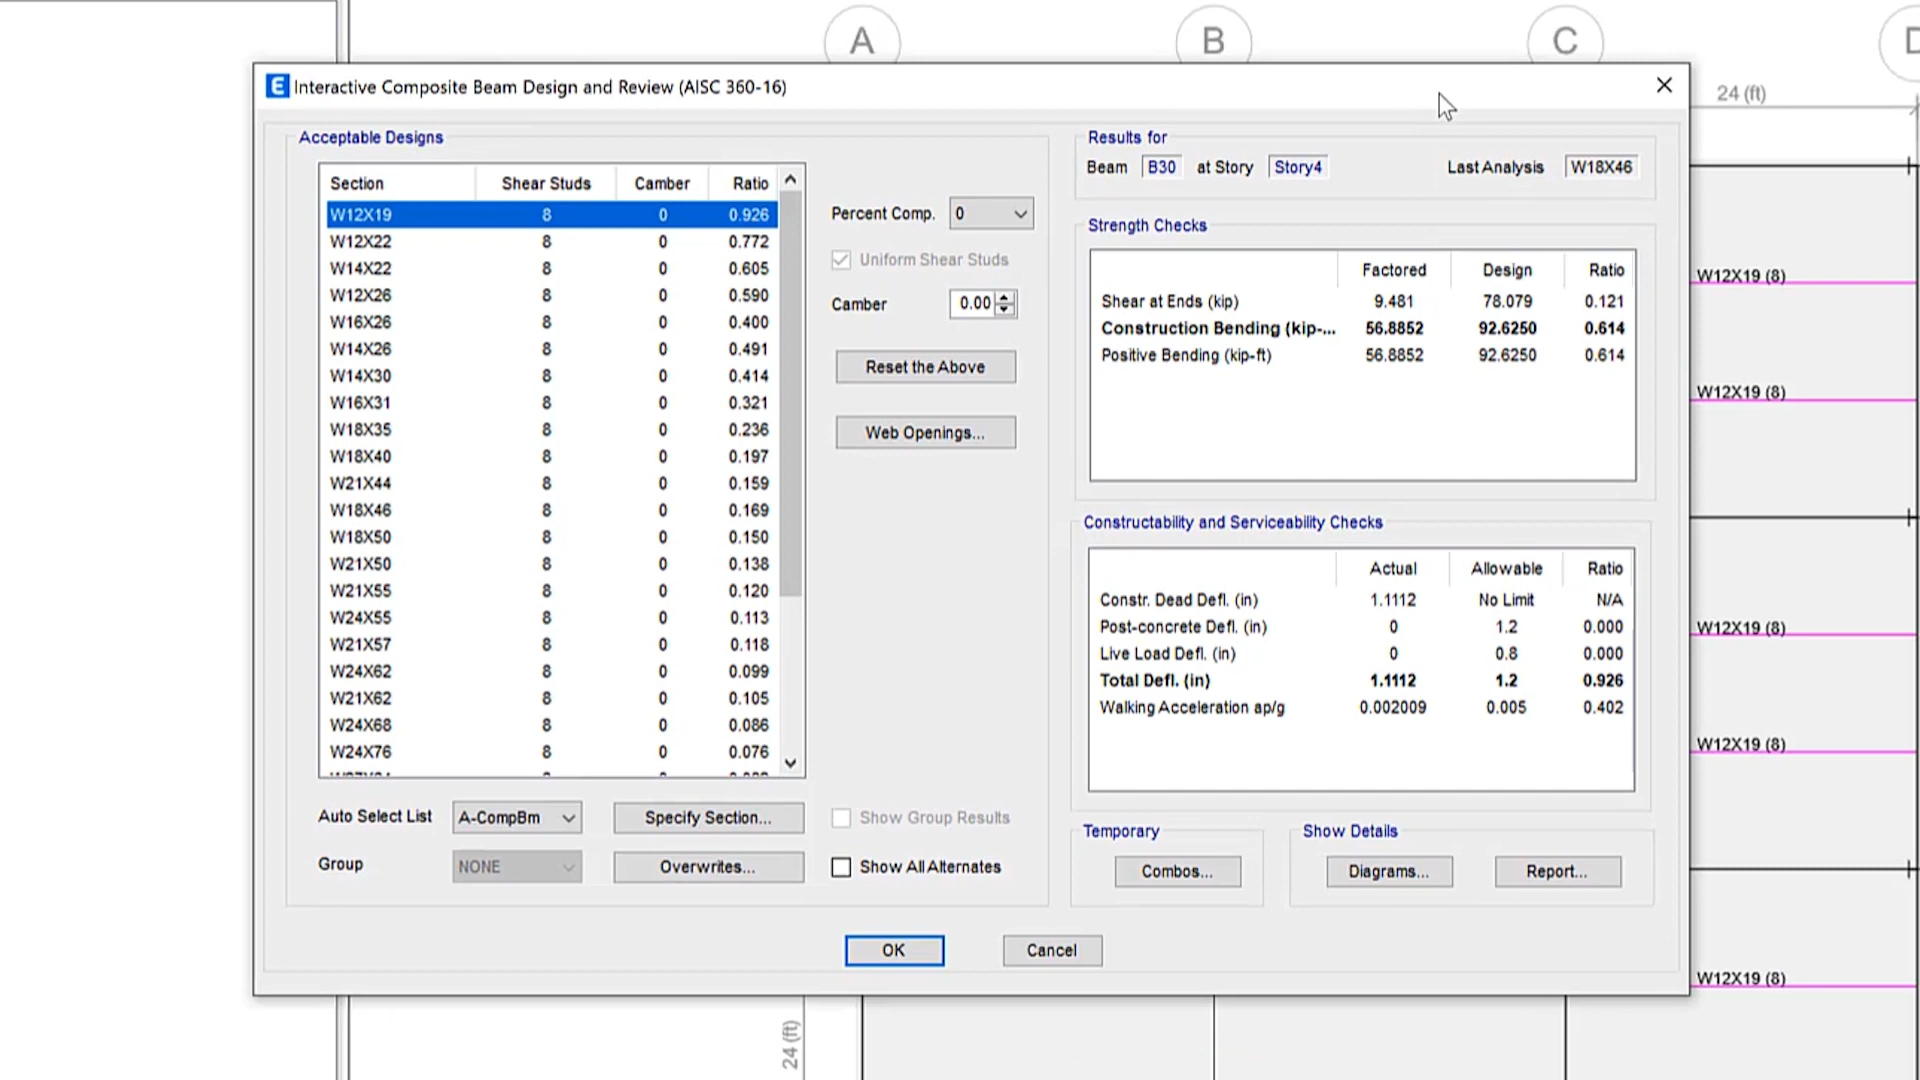 A B C D
24 (ft)
E Interactive Composite Beam Design and Review (AISC 360-16)
Acceptable Designs
Section Shear Studs Camber Ratio
W12X19 8 0 0.926
W12X22 8 0 0.772
W14X22 8 0 0.605
W12X26 8 0 0.590
W16X26 8 0 0.400
W14X26 8 0 0.491
W14X30 8 0 0.414
W16X31 8 0 0.321
W18X35 8 0 0.236
W18X40 8 0 0.197
W21X44 8 0 0.159
W18X46 8 0 0.169
W18X50 8 0 0.150
W21X50 8 0 0.138
W21X55 8 0 0.120
W24X55 8 0 0.113
W21X57 8 0 0.118
W24X62 8 0 0.099
W21X62 8 0 0.105
W24X68 8 0 0.086
W24X76 8 0 0.076
Auto Select List A-CompBm Specify Section...
Group NONE Overwrites...
Percent Comp. 0
Uniform Shear Studs
Camber 0.00
Reset the Above
Web Openings...
Show Group Results
Show All Alternates
Results for
Beam B30 at Story Story4 Last Analysis W18X46
Strength Checks
Factored Design Ratio
Shear at Ends (kip) 9.481 78.079 0.121
Construction Bending (kip-... 56.8852 92.6250 0.614
Positive Bending (kip-ft) 56.8852 92.6250 0.614
Constructability and Serviceability Checks
Actual Allowable Ratio
Constr. Dead Defl. (in) 1.1112 No Limit N/A
Post-concrete Defl. (in) 0 1.2 0.000
Live Load Defl. (in) 0 0.8 0.000
Total Defl. (in) 1.1112 1.2 0.926
Walking Acceleration ap/g 0.002009 0.005 0.402
Temporary
Combos...
Show Details
Diagrams... Report...
OK Cancel
W12X19 (8)
W12X19 (8)
W12X19 (8)
W12X19 (8)
W12X19 (8)
24 (ft)